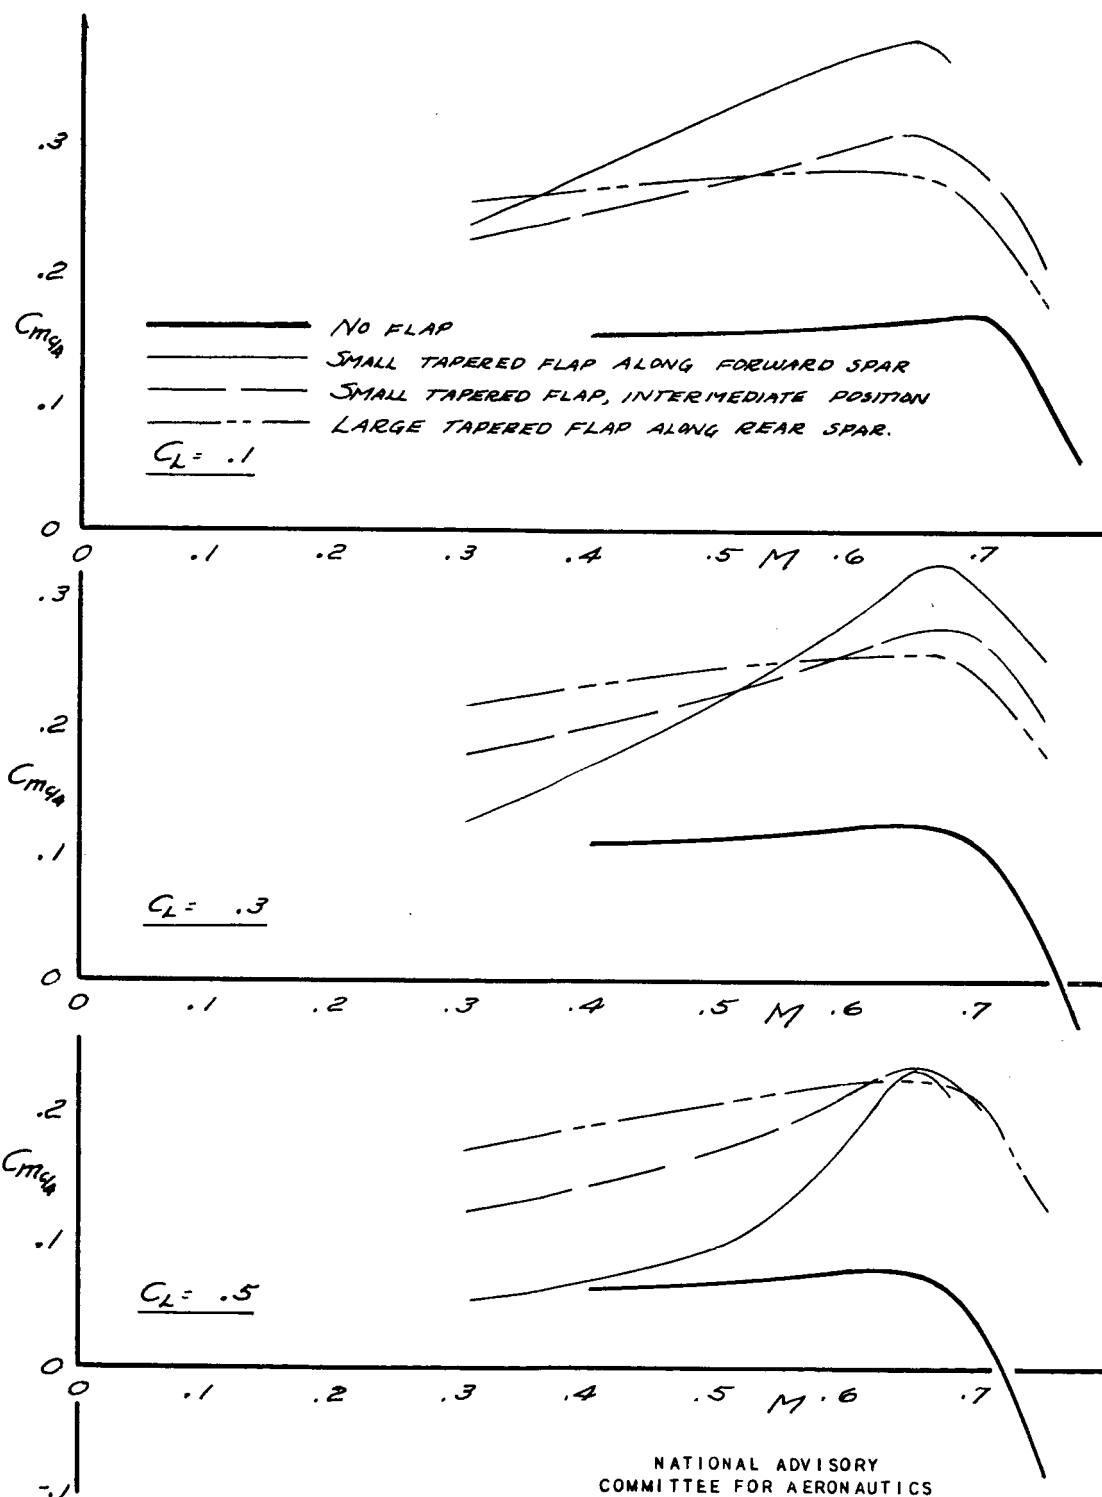 .3
.2
Cmc/4
.1
0
NO FLAP
SMALL TAPERED FLAP ALONG FORWARD SPAR
SMALL TAPERED FLAP, INTERMEDIATE POSITION
LARGE TAPERED FLAP ALONG REAR SPAR.
CL = .1
0 .1 .2 .3 .4 .5 M .6 .7
.3
.2
Cmc/4
.1
CL = .3
0
0 .1 .2 .3 .4 .5 M .6 .7
.2
Cmc/4
.1
CL = .5
0
0 .1 .2 .3 .4 .5 M .6 .7
-.1
NATIONAL ADVISORY
COMMITTEE FOR AERONAUTICS